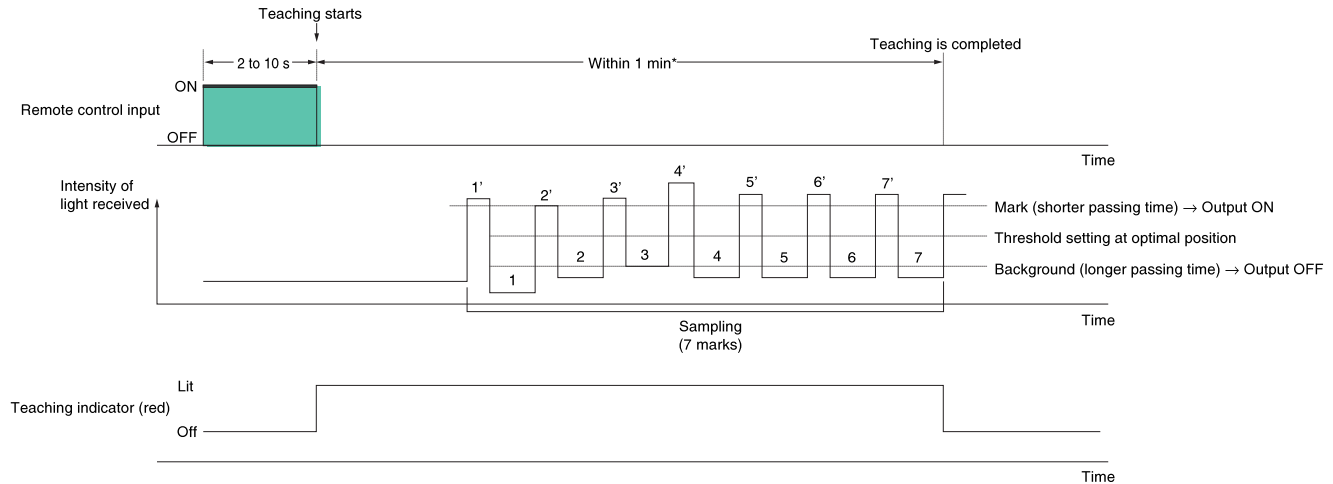 Teaching starts
Teaching is completed
2 to 10 s
Within 1 min*
ON
Remote control input
OFF
Time
Intensity of
light received
1’
2’
3’
4’
5’
6’
7’
Mark (shorter passing time) → Output ON
Threshold setting at optimal position
1
2
3
4
5
6
7
Background (longer passing time) → Output OFF
Time
Sampling
(7 marks)
Lit
Teaching indicator (red)
Off
Time